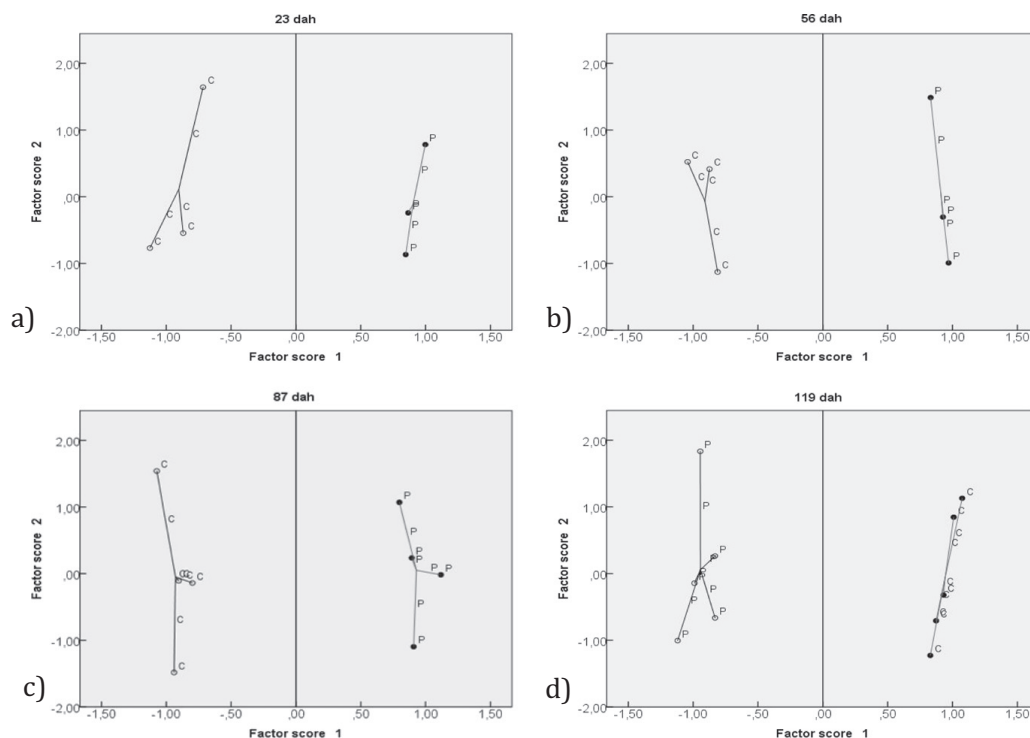 23 dah
Factor score 2
2,00
1,00
,00
-1,00
-2,00
C
C
C
C
C
C
P
P
P
P
P
-1,50 -1,00 -,50 ,00 ,50 1,00 1,50
Factor score 1
a)
56 dah
Factor score 2
2,00
1,00
,00
-1,00
-2,00
C
C
C
C
C
C
P
P
P
P
P
P
-1,50 -1,00 -,50 ,00 ,50 1,00 1,50
Factor score 1
b)
87 dah
Factor score 2
2,00
1,00
,00
-1,00
-2,00
C
C
C
C
C
C
P
P
P
P
P P
P
P
-1,50 -1,00 -,50 ,00 ,50 1,00 1,50
Factor score 1
c)
119 dah
Factor score 2
2,00
1,00
,00
-1,00
-2,00
P
P
P
P
P
P
P
C
C
C
C
C
C
C
-1,50 -1,00 -,50 ,00 ,50 1,00 1,50
Factor score 1
d)